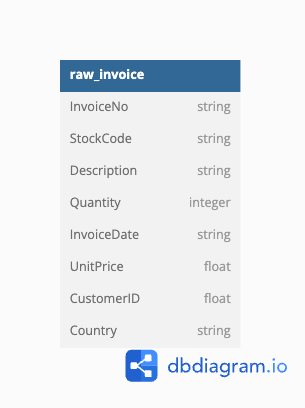 raw_invoice
InvoiceNo string
StockCode string
Description string
Quantity integer
InvoiceDate string
UnitPrice float
CustomerID float
Country string
dbdiagram.io